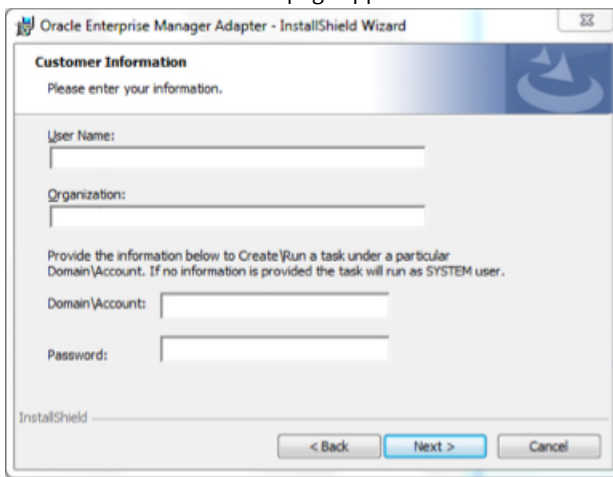 Oracle Enterprise Manager Adapter - InstallShield Wizard
Customer Information
Please enter your information.
User Name:
Organization:
Provide the information below to Create\Run a task under a particular
Domain\Account. If no information is provided the task will run as SYSTEM user.
Domain\Account:
Password:
InstallShield
< Back Next > Cancel